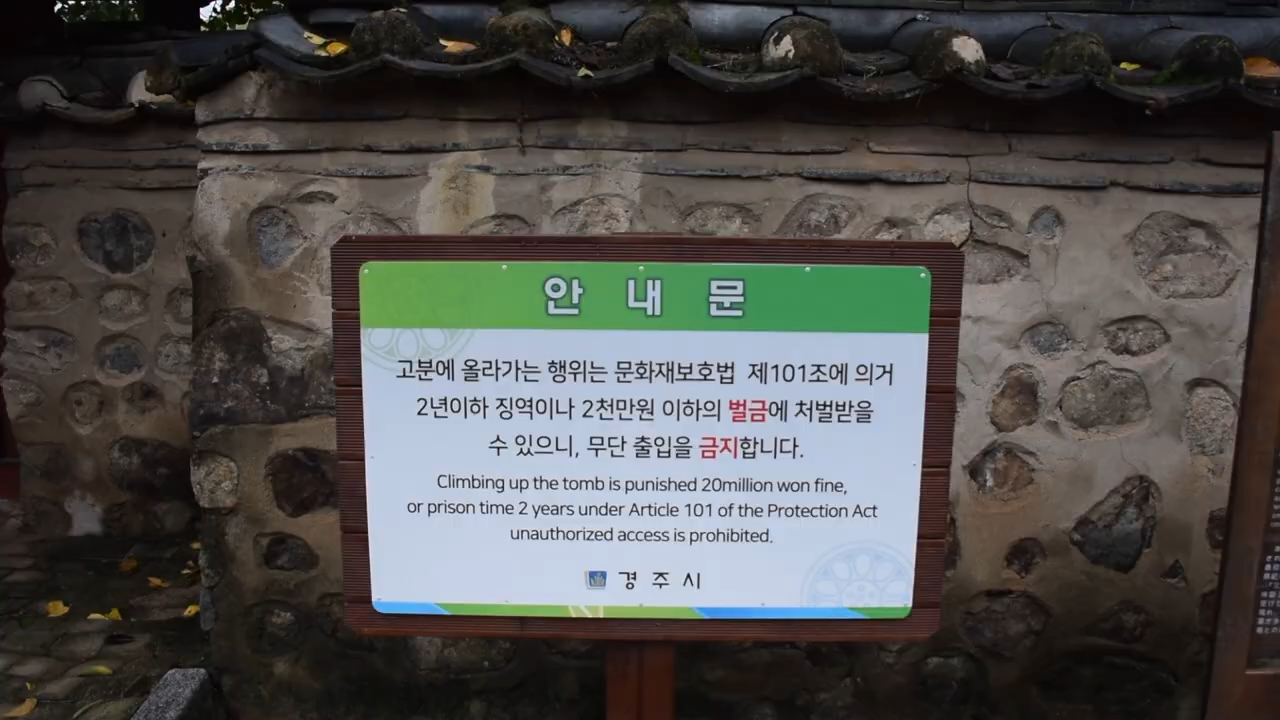 안 내 문
고분에 올라가는 행위는 문화재보호법 제101조에 의거
2년이하 징역이나 2천만원 이하의 벌금에 처벌받을
수 있으니, 무단 출입을 금지합니다.
Climbing up the tomb is punished 20million won fine,
or prison time 2 years under Article 101 of the Protection Act
unauthorized access is prohibited.
경 주 시